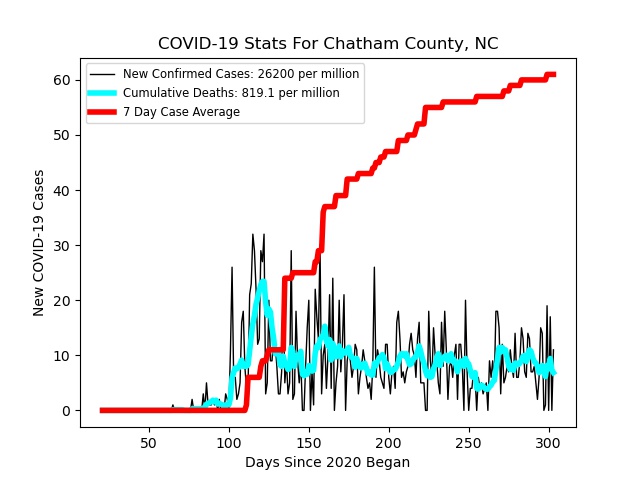 COVID-19 Stats For Chatham County, NC
New Confirmed Cases: 26200 per million
Cumulative Deaths: 819.1 per million
7 Day Case Average
New COVID-19 Cases
60
50
40
30
20
10
0
50 100 150 200 250 300
Days Since 2020 Began